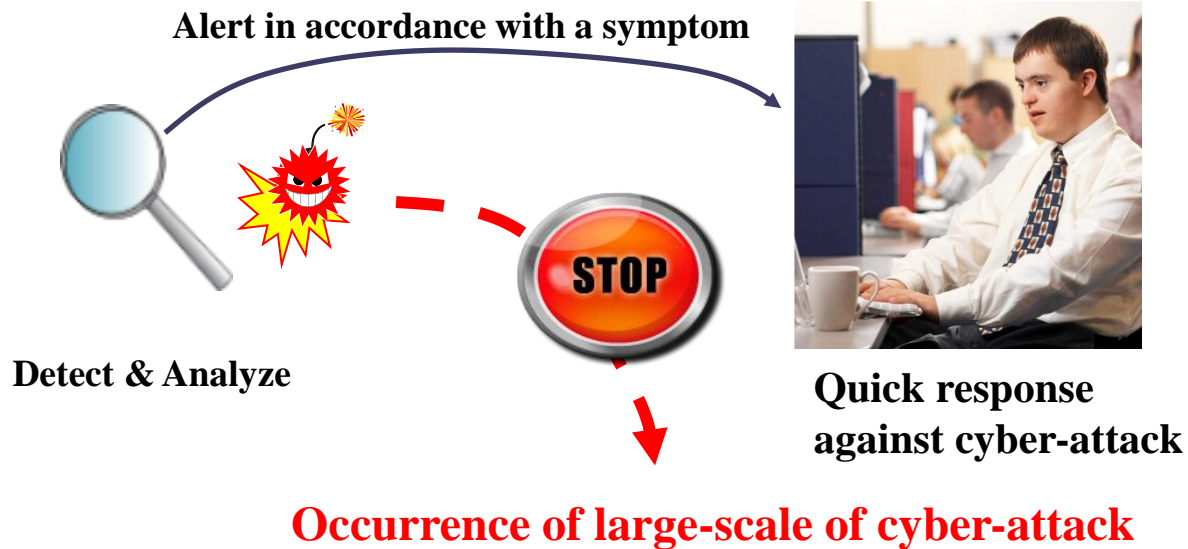 Alert in accordance with a symptom
STOP
Detect & Analyze
Quick response
against cyber-attack
Occurrence of large-scale of cyber-attack